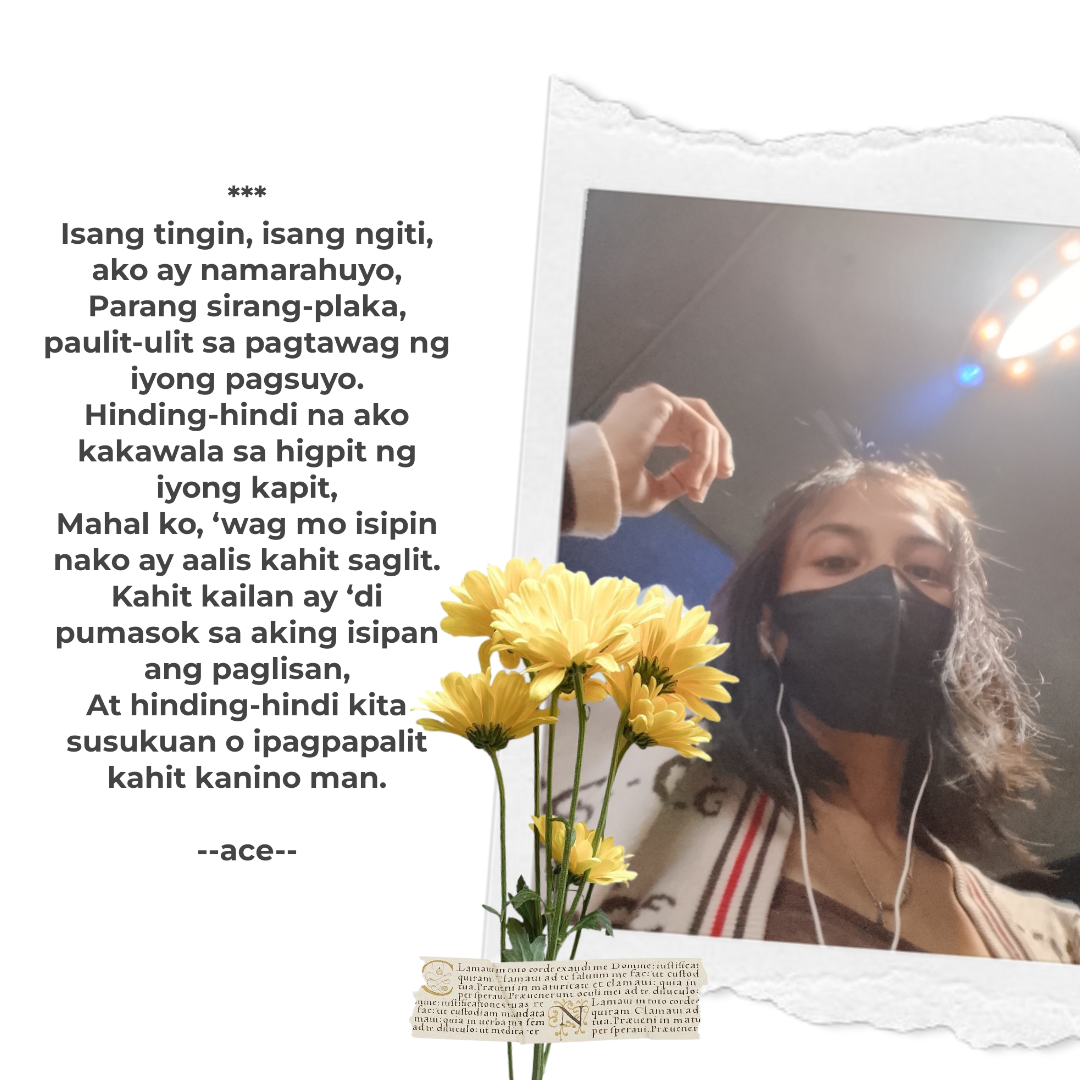 ***
Isang tingin, isang ngiti,
ako ay namarahuyo,
Parang sirang-plaka,
paulit-ulit sa pagtawag ng
iyong pagsuyo.
Hinding-hindi na ako
kakawala sa higpit ng
iyong kapit,
Mahal ko, ‘wag mo isipin
nako ay aalis kahit saglit.
Kahit kailan ay ‘di
pumasok sa aking isipan
ang paglisan,
At hinding-hindi kita
susukuan o ipagpapalit
kahit kanino man.
--ace--